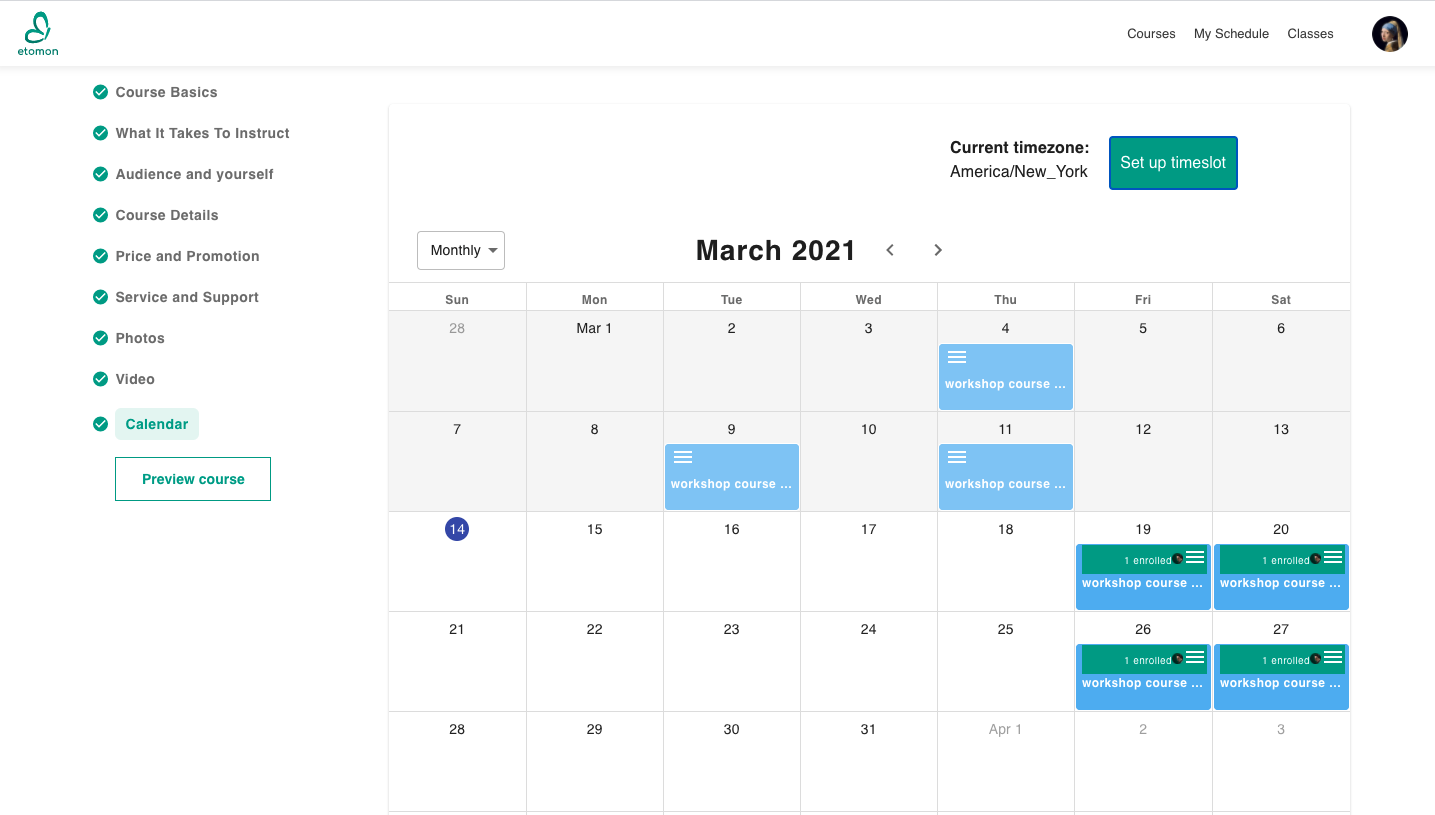 etomon
Courses My Schedule Classes
Course Basics
What It Takes To Instruct
Audience and yourself
Course Details
Price and Promotion
Service and Support
Photos
Video
Calendar
Preview course
Current timezone:
America/New_York
Set up timeslot
Monthly
March 2021
Sun Mon Tue Wed Thu Fri Sat
28 Mar 1 2 3 4 5 6
workshop course ...
7 8 9 10 11 12 13
workshop course ... workshop course ...
14 15 16 17 18 19 20
1 enrolled 1 enrolled
workshop course ... workshop course ...
21 22 23 24 25 26 27
1 enrolled 1 enrolled
workshop course ... workshop course ...
28 29 30 31 Apr 1 2 3